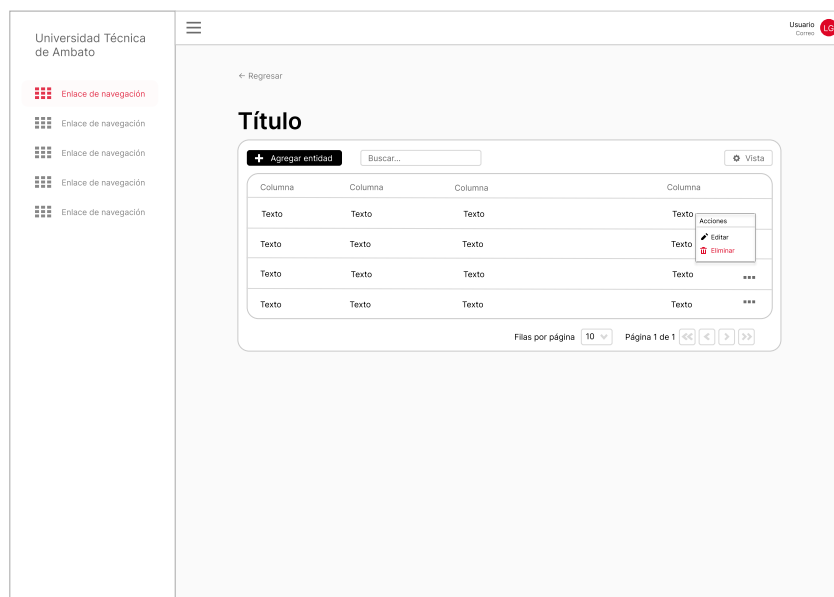 Universidad Técnica
de Ambato
Enlace de navegación
Enlace de navegación
Enlace de navegación
Enlace de navegación
Enlace de navegación
Usuario
Correo
LG
← Regresar
Título
+ Agregar entidad
Buscar...
Vista
Columna Columna Columna Columna
Texto Texto Texto Texto
Texto Texto Texto Texto
Texto Texto Texto Texto
Texto Texto Texto Texto
Acciones
Editar
Eliminar
Filas por página 10 Página 1 de 1 << < > >>